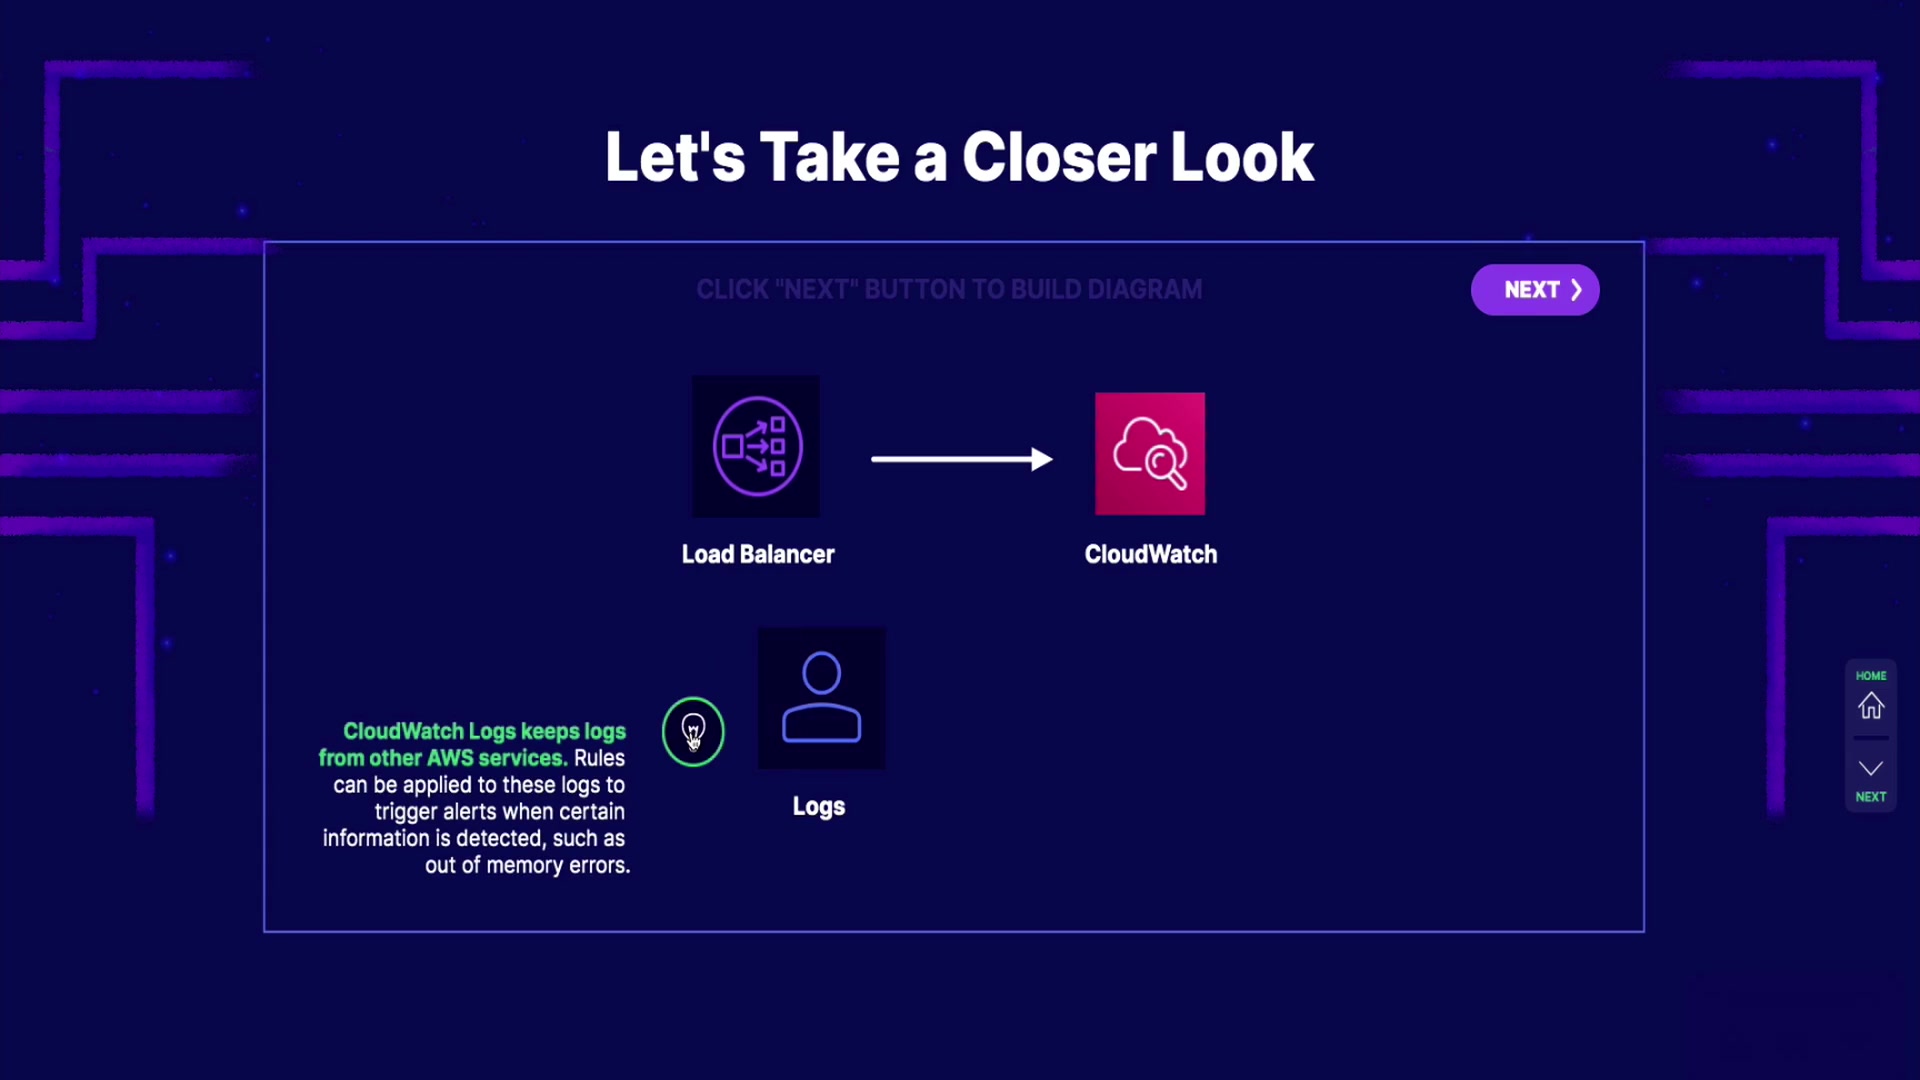 Let's Take a Closer Look
CLICK "NEXT" BUTTON TO BUILD DIAGRAM
NEXT
Load Balancer
CloudWatch
CloudWatch Logs keeps logs
from other AWS services. Rules
can be applied to these logs to
trigger alerts when certain
information is detected, such as
out of memory errors.
Logs
HOME
NEXT